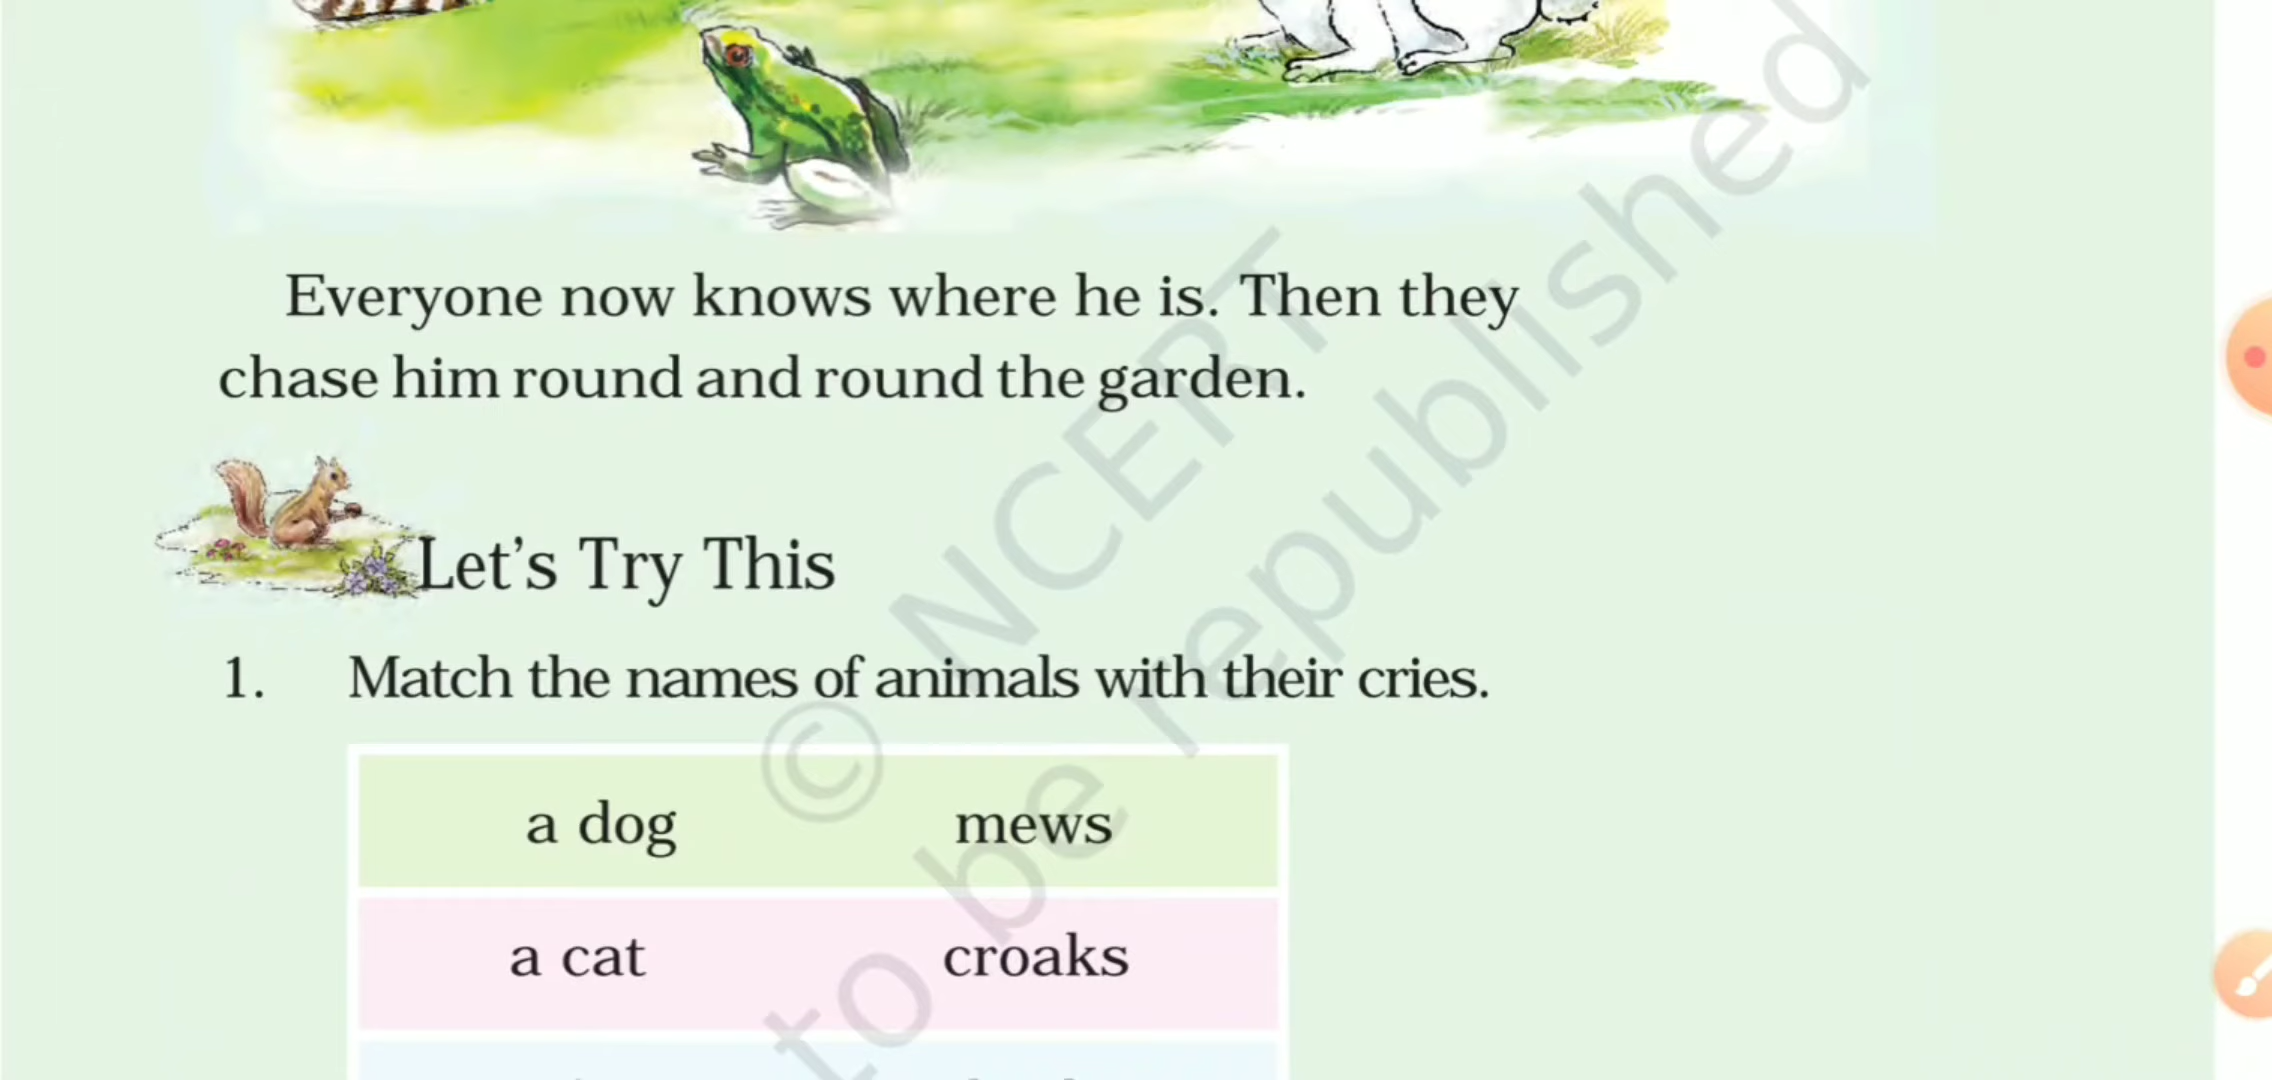 Everyone now knows where he is. Then they
chase him round and round the garden.
Let's Try This
1. Match the names of animals with their cries.
a dog mews
a cat croaks
© NCERT
to be republished